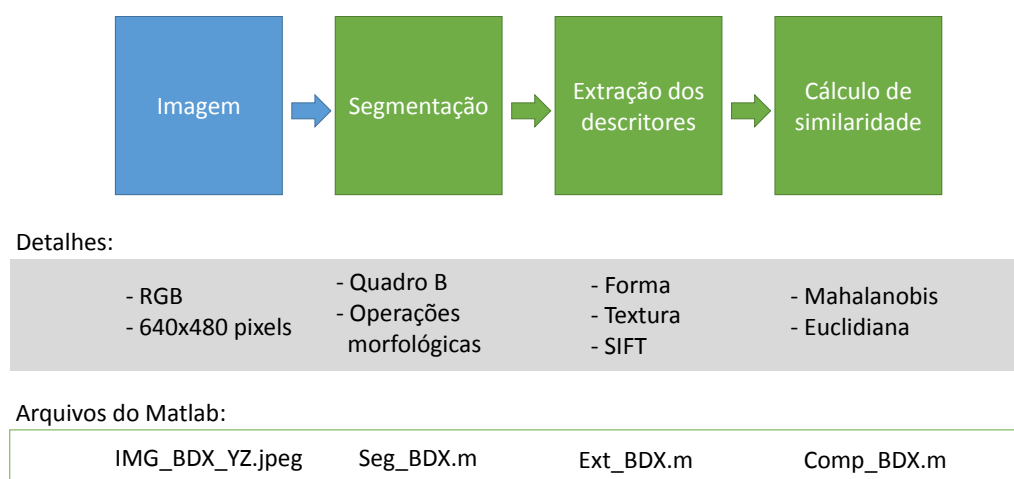 Imagem
Segmentação
Extração dos
descritores
Cálculo de
similaridade
Detalhes:
- RGB
- 640x480 pixels
- Quadro B
- Operações
morfológicas
- Forma
- Textura
- SIFT
- Mahalanobis
- Euclidiana
Arquivos do Matlab:
IMG_BDX_YZ.jpeg
Seg_BDX.m
Ext_BDX.m
Comp_BDX.m